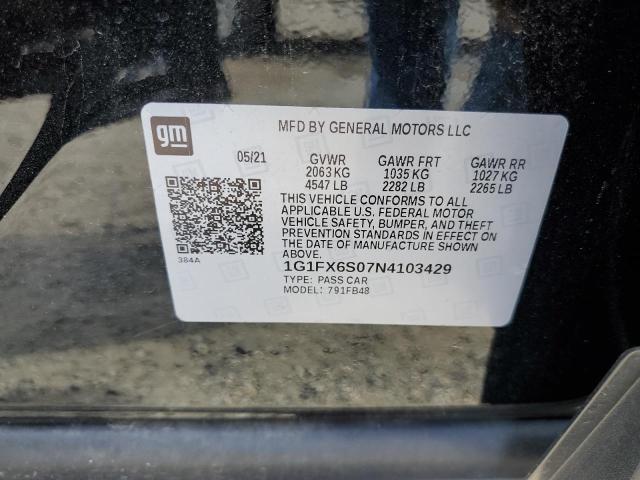 gm
MFD BY GENERAL MOTORS LLC
05/21 GVWR GAWR FRT GAWR RR
2063 KG 1035 KG 1027 KG
4547 LB 2282 LB 2265 LB
THIS VEHICLE CONFORMS TO ALL
APPLICABLE U.S. FEDERAL MOTOR
VEHICLE SAFETY, BUMPER, AND THEFT
PREVENTION STANDARDS IN EFFECT ON
THE DATE OF MANUFACTURE SHOWN
ABOVE.
384A
1G1FX6S07N4103429
TYPE: PASS CAR
MODEL: 791FB48